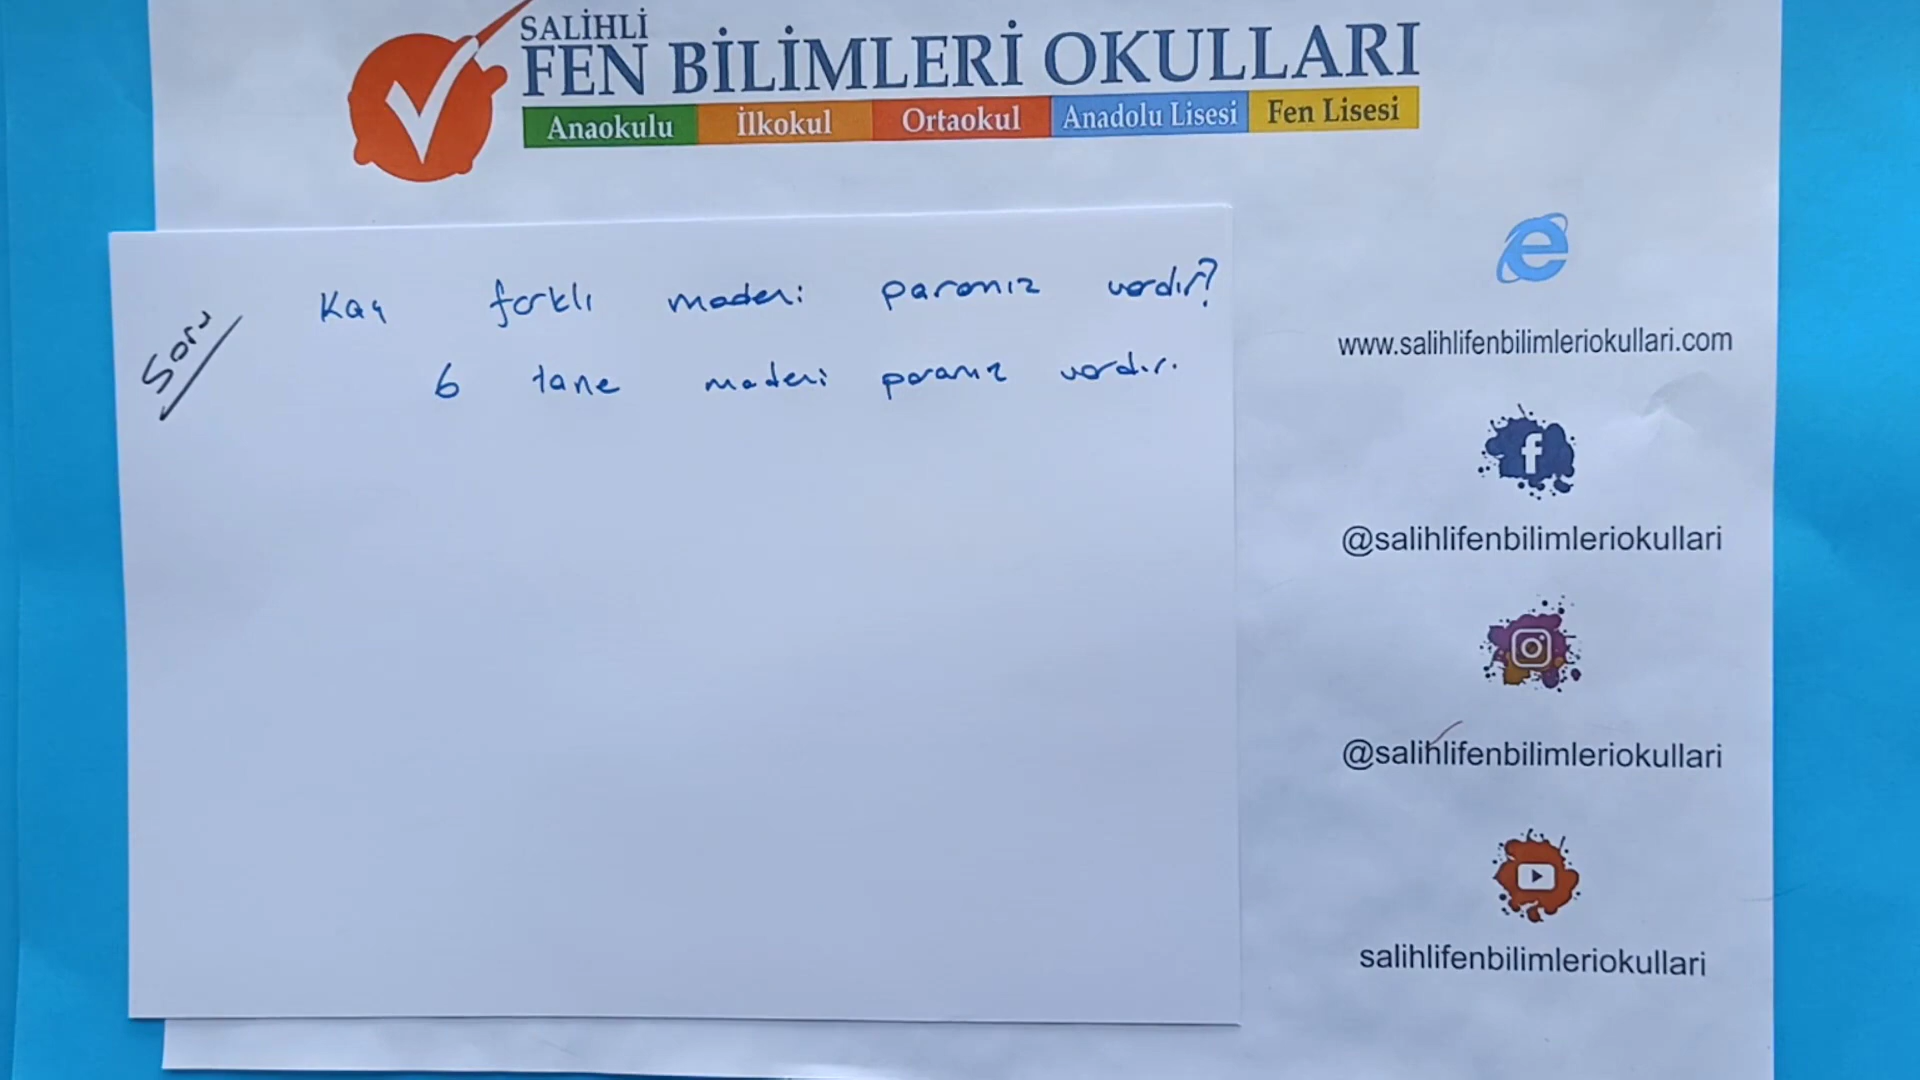 SALİHLİ
FEN BİLİMLERİ OKULLARI
Anaokulu İlkokul Ortaokul Anadolu Lisesi Fen Lisesi
Soru
Kaç farklı madeni paramız vardır?
6 tane madeni paramız vardır.
www.salihlifenbilimleriokullari.com
@salihlifenbilimleriokullari
@salihlifenbilimleriokullari
salihlifenbilimleriokullari